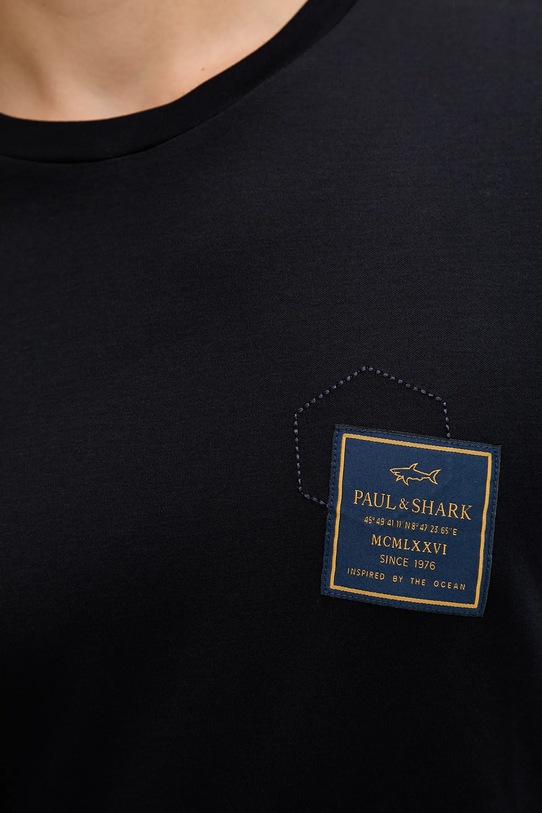 PAUL & SHARK
45° 49' 41 11' N 8° 47' 23.65"E
MCMLXXVI
SINCE 1976
INSPIRED BY THE OCEAN